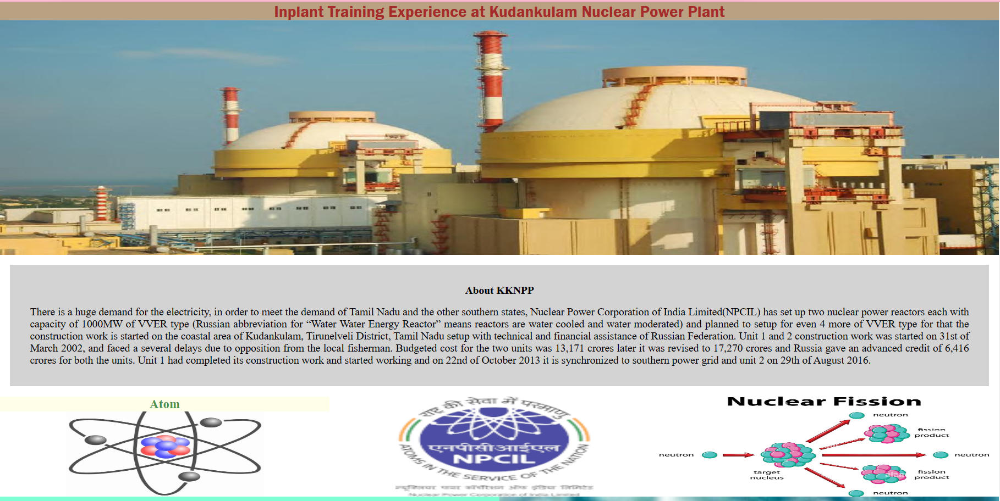 Inplant Training Experience at Kudankulam Nuclear Power Plant
About KKNPP
There is a huge demand for the electricity, in order to meet the demand of Tamil Nadu and the other southern states, Nuclear Power Corporation of India Limited(NPCIL) has set up two nuclear power reactors each with
capacity of 1000MW of VVER type (Russian abbreviation for “Water Water Energy Reactor” means reactors are water cooled and water moderated) and planned to setup for even 4 more of VVER type for that the
construction work is started on the coastal area of Kudankulam, Tirunelveli District, Tamil Nadu setup with technical and financial assistance of Russian Federation. Unit 1 and 2 construction work was started on 31st of
March 2002, and faced a several delays due to opposition from the local fisherman. Budgeted cost for the two units was 13,171 crores later it was revised to 17,270 crores and Russia gave an advanced credit of 6,416
crores for both the units. Unit 1 had completed its construction work and started working and on 22nd of October 2013 it is synchronized to southern power grid and unit 2 on 29th of August 2016.
Atom
राष्ट्र की सेवा में परमाणु
एनपीसीआईएल
NPCIL
ATOMS IN THE SERVICE OF THE NATION
न्यूक्लियर पावर कॉर्पोरेशन ऑफ इंडिया लिमिटेड
Nuclear Power Corporation of India Limited
Nuclear Fission
neutron
fission
product
neutron
neutron
target
nucleus
fission
product
neutron